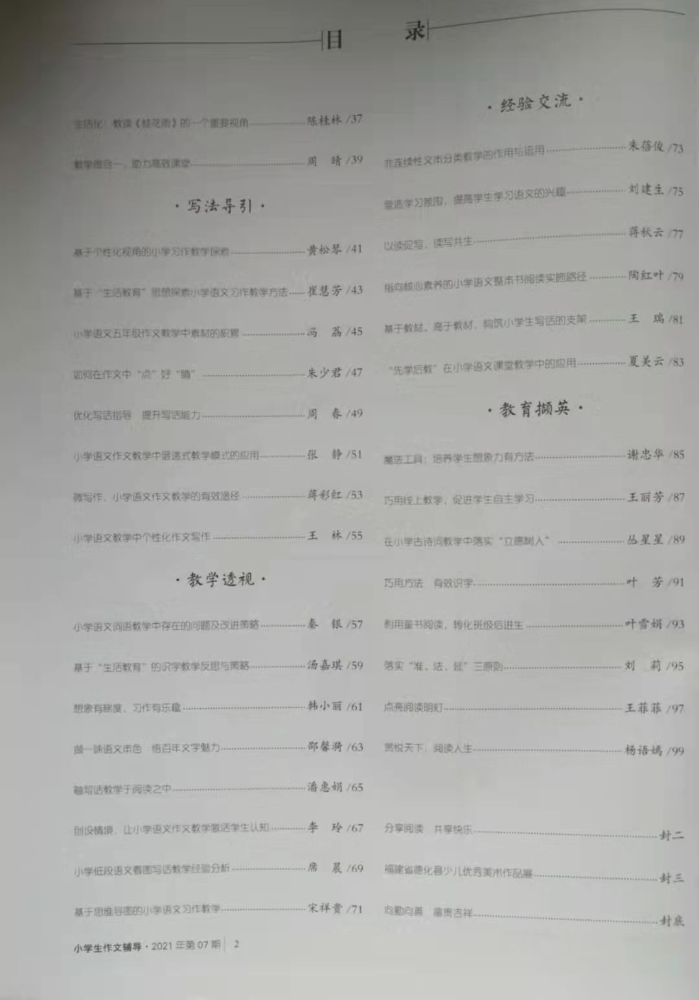 目 录
生活化：教读《桂花雨》的一个重要视角 陈桂林 /37
教学做合一，助力高效课堂 周 晴 /39
·写法导引·
基于个性化视角的小学习作教学探索 黄松琴 /41
基于“生活教育”思想探索小学语文习作教学方法 崔慧芳 /43
小学语文五年级作文教学中素材的积累 冯 荔 /45
如何在作文中“点”好“睛” 朱少君 /47
优化写话指导 提升写话能力 周 春 /49
小学语文作文教学中层递式教学模式的应用 张 静 /51
微写作，小学语文作文教学的有效途径 蒋彩红 /53
小学语文教学中个性化作文写作 王 林 /55
·教学透视·
小学语文词语教学中存在的问题及改进策略 秦 银 /57
基于“生活教育”的识字教学反思与策略 汤嘉琪 /59
想象有梯度，习作有乐趣 韩小丽 /61
撷一味语文本色 悟百年文字魅力 邵馨漪 /63
融写话教学于阅读之中 潘惠娟 /65
创设情境，让小学语文作文教学激活学生认知 李 玲 /67
小学低段语文看图写话教学经验分析 席 晨 /69
基于思维导图的小学语文习作教学 宋祥贵 /71
·经验交流·
非连续性文本分类教学的作用与运用 朱蓓俊 /73
营造学习氛围，提高学生学习语文的兴趣 刘建生 /75
以读促写，读写共生 蒋秋云 /77
指向核心素养的小学语文整本书阅读实施路径 陶红叶 /79
基于教材，高于教材，构筑小学生写话的支架 王 瑞 /81
“先学后教”在小学语文课堂教学中的应用 夏美云 /83
·教育撷英·
魔法工具：培养学生想象力有方法 谢忠华 /85
巧用线上教学，促进学生自主学习 王丽芳 /87
在小学古诗词教学中落实“立德树人” 丛星星 /89
巧用方法 有效识字 叶 芳 /91
利用童书阅读，转化班级后进生 叶雪娟 /93
落实“准、法、延”三原则 刘 莉 /95
点亮阅读明灯 王菲菲 /97
赏悦天下，阅读人生 杨语嫣 /99
分享阅读 共享快乐 封二
福建省德化县少儿优秀美术作品展 封三
向勤向善 富贵吉祥 封底
小学生作文辅导·2021年第07期 2